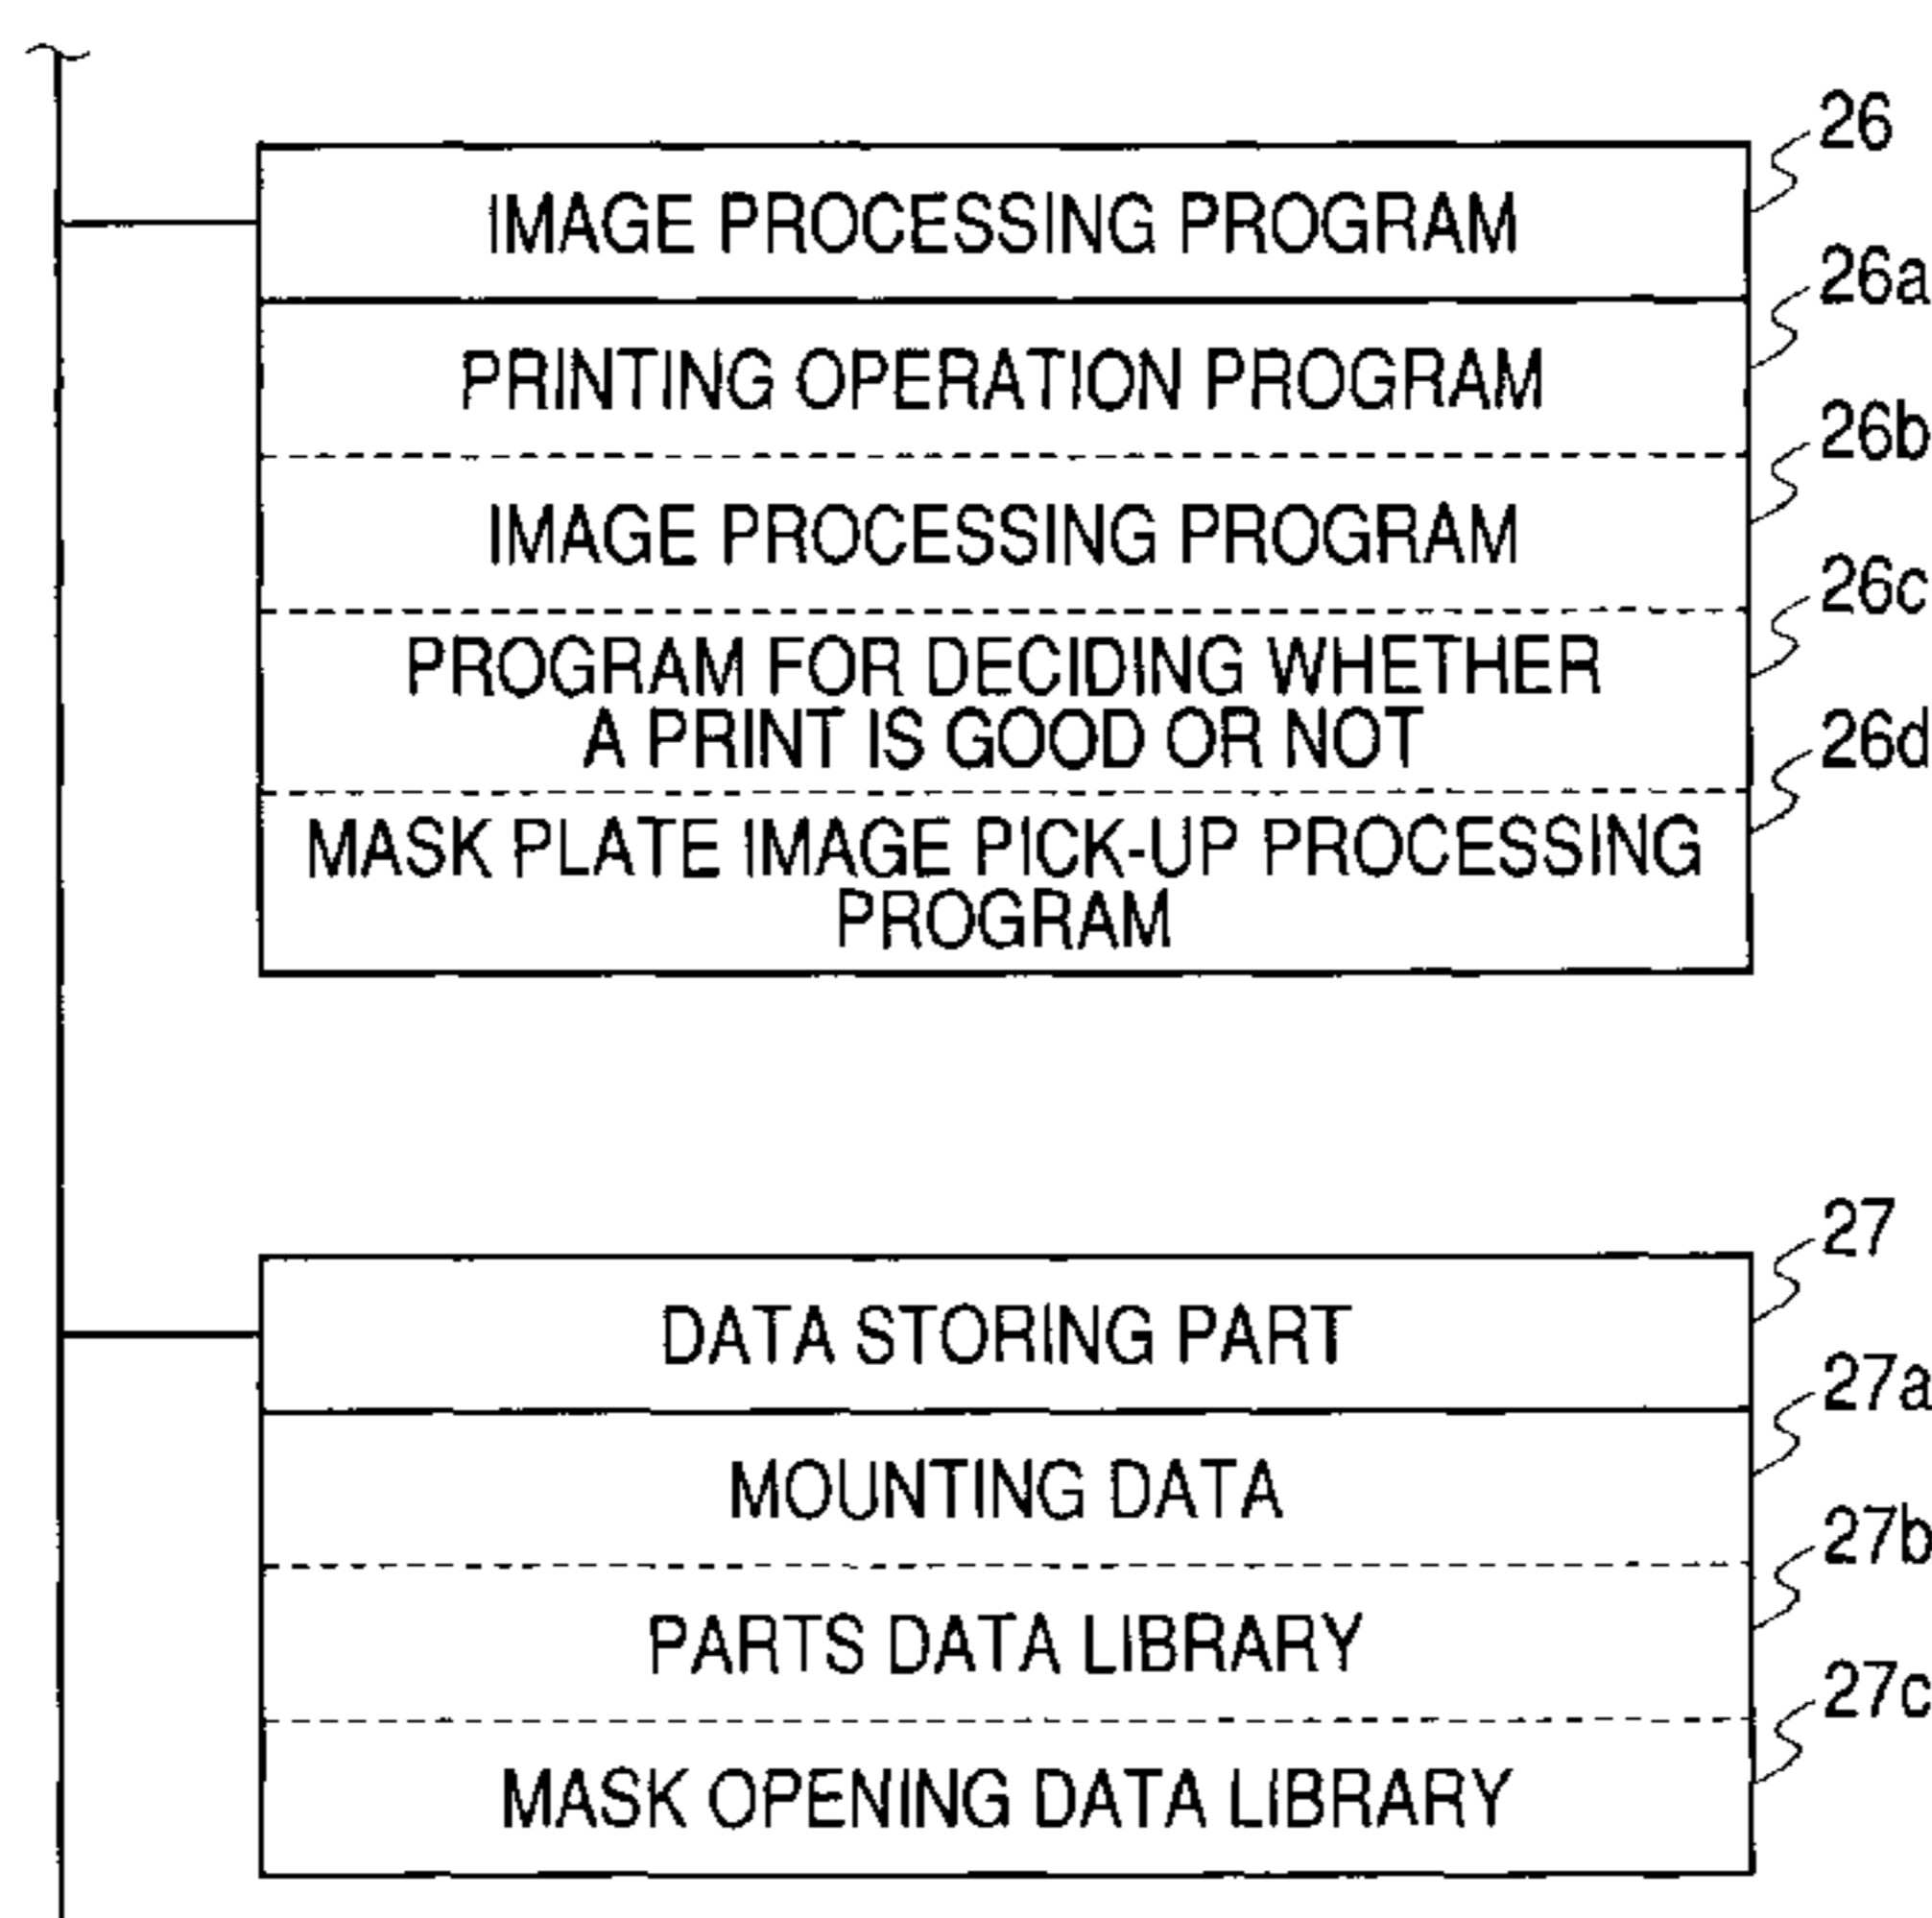 26
IMAGE PROCESSING PROGRAM
26a
PRINTING OPERATION PROGRAM
26b
IMAGE PROCESSING PROGRAM
26c
PROGRAM FOR DECIDING WHETHER
A PRINT IS GOOD OR NOT
26d
MASK PLATE IMAGE PICK-UP PROCESSING
PROGRAM
27
DATA STORING PART
27a
MOUNTING DATA
27b
PARTS DATA LIBRARY
27c
MASK OPENING DATA LIBRARY